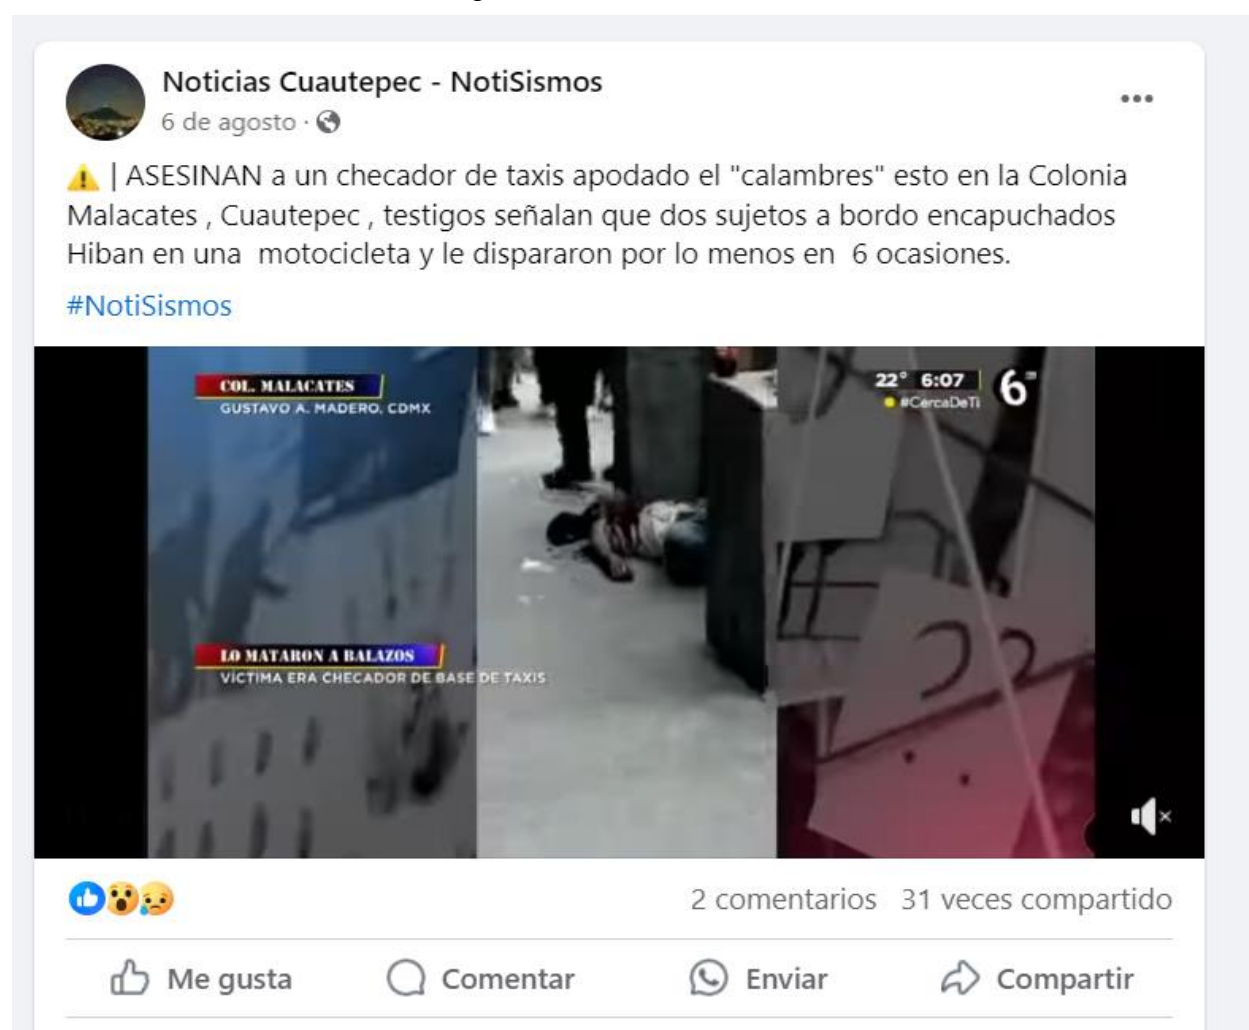 Noticias Cuautepec - NotiSismos
6 de agosto ·
| ASESINAN a un checador de taxis apodado el "calambres" esto en la Colonia
Malacates , Cuautepec , testigos señalan que dos sujetos a bordo encapuchados
Hiban en una motocicleta y le dispararon por lo menos en 6 ocasiones.
#NotiSismos
COL. MALACATES
GUSTAVO A. MADERO, CDMX
22° 6:07
#CercaDeTi
6
LO MATARON A BALAZOS
VÍCTIMA ERA CHECADOR DE BASE DE TAXIS
2 comentarios 31 veces compartido
Me gusta Comentar Enviar Compartir